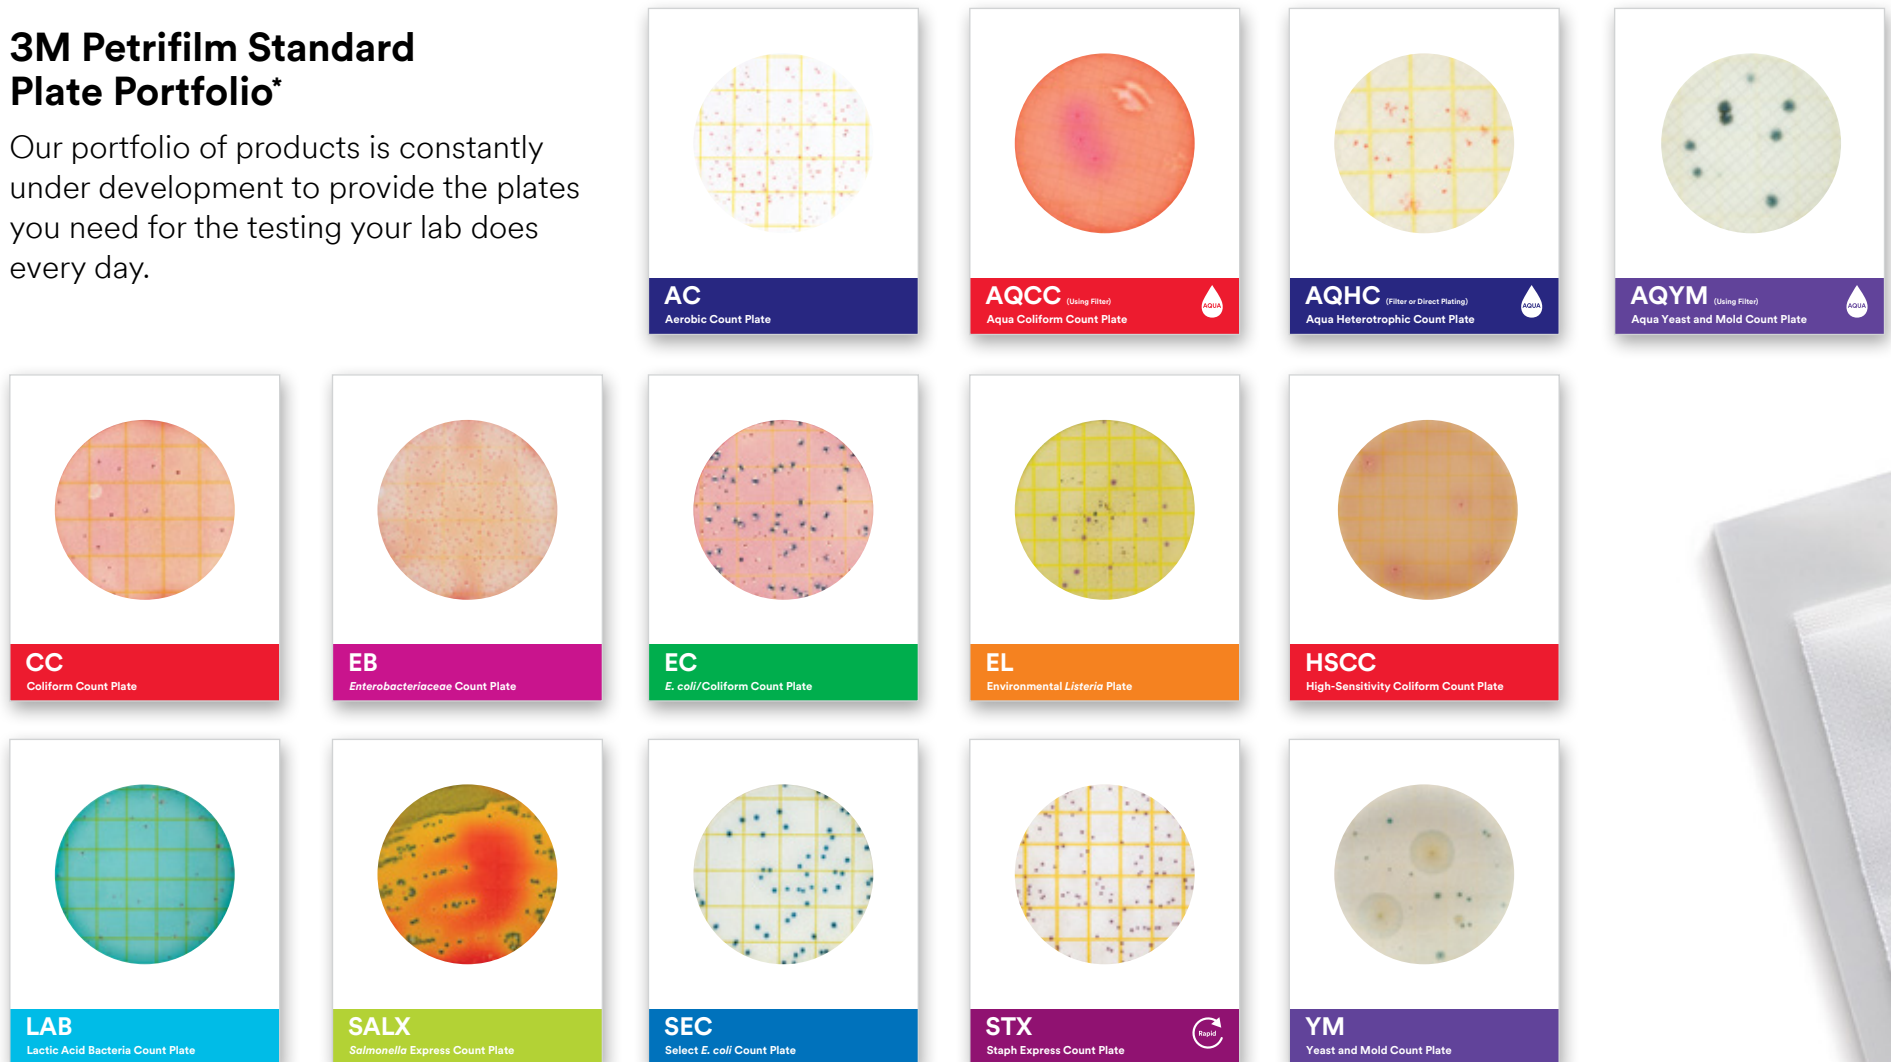 3M Petrifilm Standard
Plate Portfolio*
Our portfolio of products is constantly
under development to provide the plates
you need for the testing your lab does
every day.
AC
Aerobic Count Plate
AQCC (Using Filter)
Aqua Coliform Count Plate
AQUA
AQHC (Filter or Direct Plating)
Aqua Heterotrophic Count Plate
AQUA
AQYM (Using Filter)
Aqua Yeast and Mold Count Plate
AQUA
CC
Coliform Count Plate
EB
Enterobacteriaceae Count Plate
EC
E. coli/Coliform Count Plate
EL
Environmental Listeria Plate
HSCC
High-Sensitivity Coliform Count Plate
LAB
Lactic Acid Bacteria Count Plate
SALX
Salmonella Express Count Plate
SEC
Select E. coli Count Plate
STX
Staph Express Count Plate
Rapid
YM
Yeast and Mold Count Plate